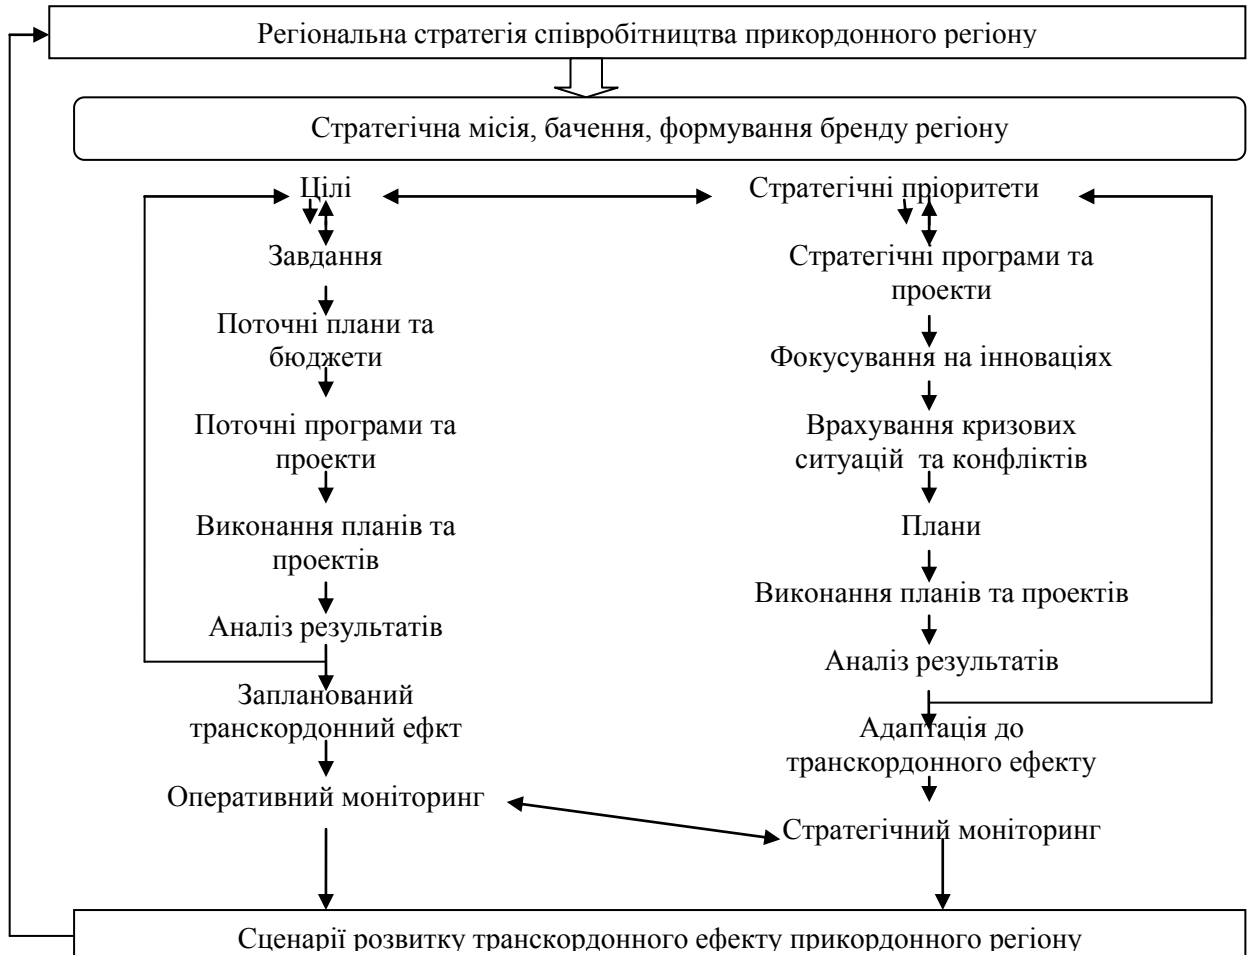 Регіональна стратегія співробітництва прикордонного регіону
Стратегічна місія, бачення, формування бренду регіону
Цілі
Стратегічні пріоритети
Завдання
Стратегічні програми та
проекти
Поточні плани та
бюджети
Фокусування на інноваціях
Поточні програми та
проекти
Врахування кризових
ситуацій та конфліктів
Виконання планів та
проектів
Плани
Виконання планів та проектів
Аналіз результатів
Аналіз результатів
Запланований
транскордонний ефкт
Адаптація до
транскордонного ефекту
Оперативний моніторинг
Стратегічний моніторинг
Сценарії розвитку транскордонного ефекту прикордонного регіону